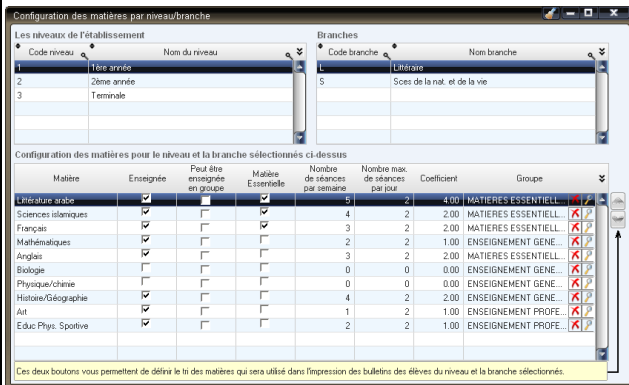 Configuration des matières par niveau/branche
Les niveaux de l'établissement
Code niveau Nom du niveau
1 1ère année
2 2ème année
3 Terminale
Branches
Code branche Nom branche
L Littéraire
S Sces de la nat. et de la vie
Configuration des matières pour le niveau et la branche sélectionnés ci-dessus
Matière Enseignée Peut être enseignée en groupe Matière Essentielle Nombre de séances par semaine Nombre max. de séances par jour Coefficient Groupe
Littérature arabe 5 2 4.00 MATIERES ESSENTIELL...
Sciences islamiques 4 2 2.00 MATIERES ESSENTIELL...
Français 3 2 2.00 MATIERES ESSENTIELL...
Mathématiques 2 2 1.00 ENSEIGNEMENT GENE...
Anglais 3 2 2.00 MATIERES ESSENTIELL...
Biologie 0 0 0.00 ENSEIGNEMENT GENE...
Physique/chimie 0 0 0.00 ENSEIGNEMENT GENE...
Histoire/Géographie 4 2 2.00 ENSEIGNEMENT GENE...
Art 1 2 1.00 ENSEIGNEMENT PROFE...
Educ Phys. Sportive 2 2 1.00 ENSEIGNEMENT PROFE...
Ces deux boutons vous permettent de définir le tri des matières qui sera utilisé dans l'impression des bulletins des élèves du niveau et la branche sélectionnés.